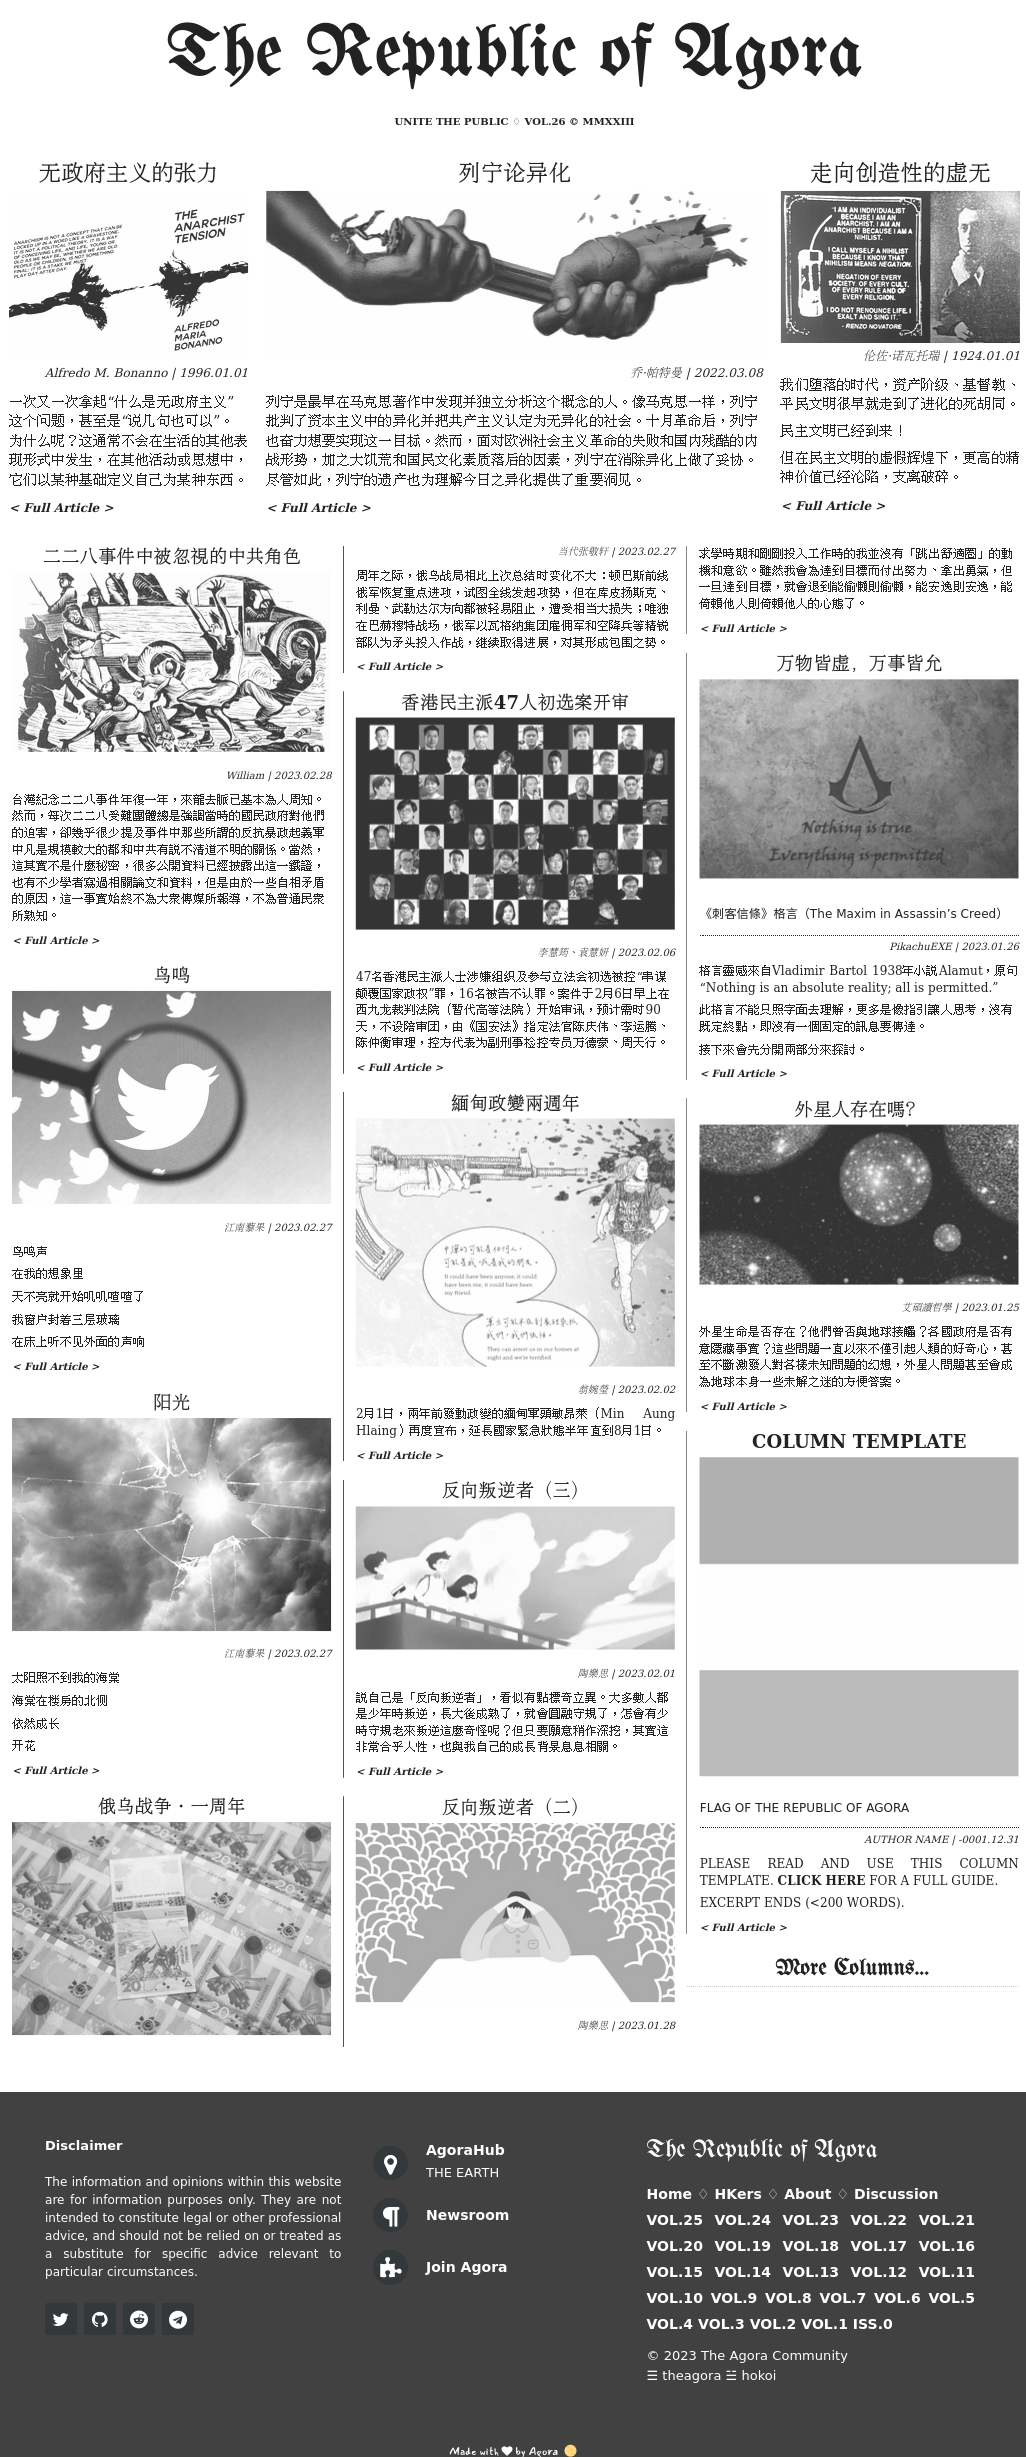 The Republic of Agora
UNITE THE PUBLIC ♢ VOL.26 © MMXXIII
无政府主义的张力
ANARCHISM IS NOT A CONCEPT THAT CAN BE
LOCKED UP IN A WORD LIKE A GRAVESTONE.
IT IS NOT A POLITICAL THEORY. IT IS A WAY
OF CONCEIVING LIFE, AND LIFE, YOUNG OR
OLD AS WE MAY BE, WHETHER WE ARE OLD
PEOPLE OR CHILDREN, IS NOT SOMETHING
FINAL: IT IS A STAKE WE MUST
PLAY DAY AFTER DAY.
THE
ANARCHIST
TENSION
ALFREDO
MARIA
BONANNO
Alfredo M. Bonanno | 1996.01.01
一次又一次拿起“什么是无政府主义”
这个问题，甚至是“说几句也可以”。
为什么呢？这通常不会在生活的其他表
现形式中发生，在其他活动或思想中，
它们以某种基础定义自己为某种东西。
< Full Article >
列宁论异化
乔·帕特曼 | 2022.03.08
列宁是最早在马克思著作中发现并独立分析这个概念的人。像马克思一样，列宁
批判了资本主义中的异化并把共产主义认定为无异化的社会。十月革命后，列宁
也奋力想要实现这一目标。然而，面对欧洲社会主义革命的失败和国内残酷的内
战形势，加之大饥荒和国民文化素质落后的因素，列宁在消除异化上做了妥协。
尽管如此，列宁的遗产也为理解今日之异化提供了重要洞见。
< Full Article >
走向创造性的虚无
"I AM AN INDIVIDUALIST
BECAUSE I AM AN
ANARCHIST. I AM AN
ANARCHIST BECAUSE I AM A
NIHILIST.
I CALL MYSELF A NIHILIST
BECAUSE I KNOW THAT
NIHILISM MEANS NEGATION.
NEGATION OF EVERY
SOCIETY, OF EVERY CULT,
OF EVERY RULE AND OF
EVERY RELIGION.
I DO NOT RENOUNCE LIFE. I
EXALT AND SING IT."
- RENZO NOVATORE
伦佐·诺瓦托瑞 | 1924.01.01
我们堕落的时代，资产阶级、基督教、
平民文明很早就走到了进化的死胡同。
民主文明已经到来！
但在民主文明的虚假辉煌下，更高的精
神价值已经沦陷，支离破碎。
< Full Article >
二二八事件中被忽視的中共角色
William | 2023.02.28
台灣紀念二二八事件年復一年，來龍去脈已基本為人周知。
然而，每次二二八受難團體總是強調當時的國民政府對他們
的迫害，卻幾乎很少提及事件中那些所謂的反抗暴政起義軍
中凡是規模較大的都和中共有說不清道不明的關係。當然，
這其實不是什麼秘密，很多公開資料已經披露出這一鐵證，
也有不少學者寫過相關論文和資料，但是由於一些自相矛盾
的原因，這一事實始終不為大衆傳媒所報導，不為普通民衆
所熟知。
< Full Article >
鸟鸣
江南藜果 | 2023.02.27
鸟鸣声
在我的想象里
天不亮就开始叽叽喳喳了
我窗户封着三层玻璃
在床上听不见外面的声响
< Full Article >
阳光
江南藜果 | 2023.02.27
太阳照不到我的海棠
海棠在楼房的北侧
依然成长
开花
< Full Article >
俄乌战争·一周年
20
20
当代张敬轩 | 2023.02.27
周年之际，俄乌战局相比上次总结时变化不大：顿巴斯前线
俄军恢复重点进攻，试图全线发起攻势，但在库皮扬斯克、
利曼、武勒达尔方向都被轻易阻止，遭受相当大损失；唯独
在巴赫穆特战场，俄军以瓦格纳集团雇佣军和空降兵等精锐
部队为矛头投入作战，继续取得进展，对其形成包围之势。
< Full Article >
香港民主派47人初选案开审
李慧筠、袁慧妍 | 2023.02.06
47名香港民主派人士涉嫌组织及参与立法会初选被控“串谋
颠覆国家政权”罪，16名被告不认罪。案件于2月6日早上在
西九龙裁判法院（暂代高等法院）开始审讯，预计需时90
天，不设陪审团，由《国安法》指定法官陈庆伟、李运腾、
陈仲衡审理，控方代表为副刑事检控专员万德豪、周天行。
< Full Article >
緬甸政變兩週年
中彈的可能是任何人，
可能是我，或是我的朋友。
It could have been anyone, it could
have been me, it could have been
my friend.
They can arrest us in our homes at
night and we're terrified.
翁婉瑩 | 2023.02.02
2月1日，兩年前發動政變的緬甸軍頭敏昂萊（Min Aung
Hlaing）再度宣布，延長國家緊急狀態半年直到8月1日。
< Full Article >
反向叛逆者（三）
陶樂思 | 2023.02.01
說自己是「反向叛逆者」，看似有點標奇立異。大多數人都
是少年時叛逆，長大後成熟了，就會圓融守規了，怎會有少
時守規老來叛逆這麼奇怪呢？但只要願意稍作深挖，其實這
非常合乎人性，也與我自己的成長背景息息相關。
< Full Article >
反向叛逆者（二）
陶樂思 | 2023.01.28
求學時期和剛剛投入工作時的我並沒有「跳出舒適圈」的動
機和意欲。雖然我會為達到目標而付出努力、拿出勇氣，但
一旦達到目標，就會退到能偷懶則偷懶，能安逸則安逸，能
倚賴他人則倚賴他人的心態了。
< Full Article >
万物皆虚，万事皆允
Nothing is true
Everything is permitted
《刺客信條》格言（The Maxim in Assassin’s Creed）
PikachuEXE | 2023.01.26
格言靈感來自Vladimir Bartol 1938年小説Alamut，原句
“Nothing is an absolute reality; all is permitted.”
此格言不能只照字面去理解，更多是像指引讓人思考，沒有
既定終點，即沒有一個固定的訊息要傳達。
接下來會先分開兩部分來探討。
< Full Article >
外星人存在嗎？
艾碩讀哲學 | 2023.01.25
外星生命是否存在？他們曾否與地球接觸？各國政府是否有
意隱藏事實？這些問題一直以來不僅引起人類的好奇心，甚
至不斷激發人對各樣未知問題的幻想，外星人問題甚至會成
為地球本身一些未解之迷的方便答案。
< Full Article >
COLUMN TEMPLATE
FLAG OF THE REPUBLIC OF AGORA
AUTHOR NAME | -0001.12.31
PLEASE READ AND USE THIS COLUMN
TEMPLATE. CLICK HERE FOR A FULL GUIDE.
EXCERPT ENDS (<200 WORDS).
< Full Article >
More Columns...
Disclaimer
The information and opinions within this website
are for information purposes only. They are not
intended to constitute legal or other professional
advice, and should not be relied on or treated as
a substitute for specific advice relevant to
particular circumstances.
AgoraHub
THE EARTH
Newsroom
Join Agora
The Republic of Agora
Home ♢ HKers ♢ About ♢ Discussion
VOL.25 VOL.24 VOL.23 VOL.22 VOL.21
VOL.20 VOL.19 VOL.18 VOL.17 VOL.16
VOL.15 VOL.14 VOL.13 VOL.12 VOL.11
VOL.10 VOL.9 VOL.8 VOL.7 VOL.6 VOL.5
VOL.4 VOL.3 VOL.2 VOL.1 ISS.0
© 2023 The Agora Community
☰ theagora ☱ hokoi
Made with ♥ by Agora